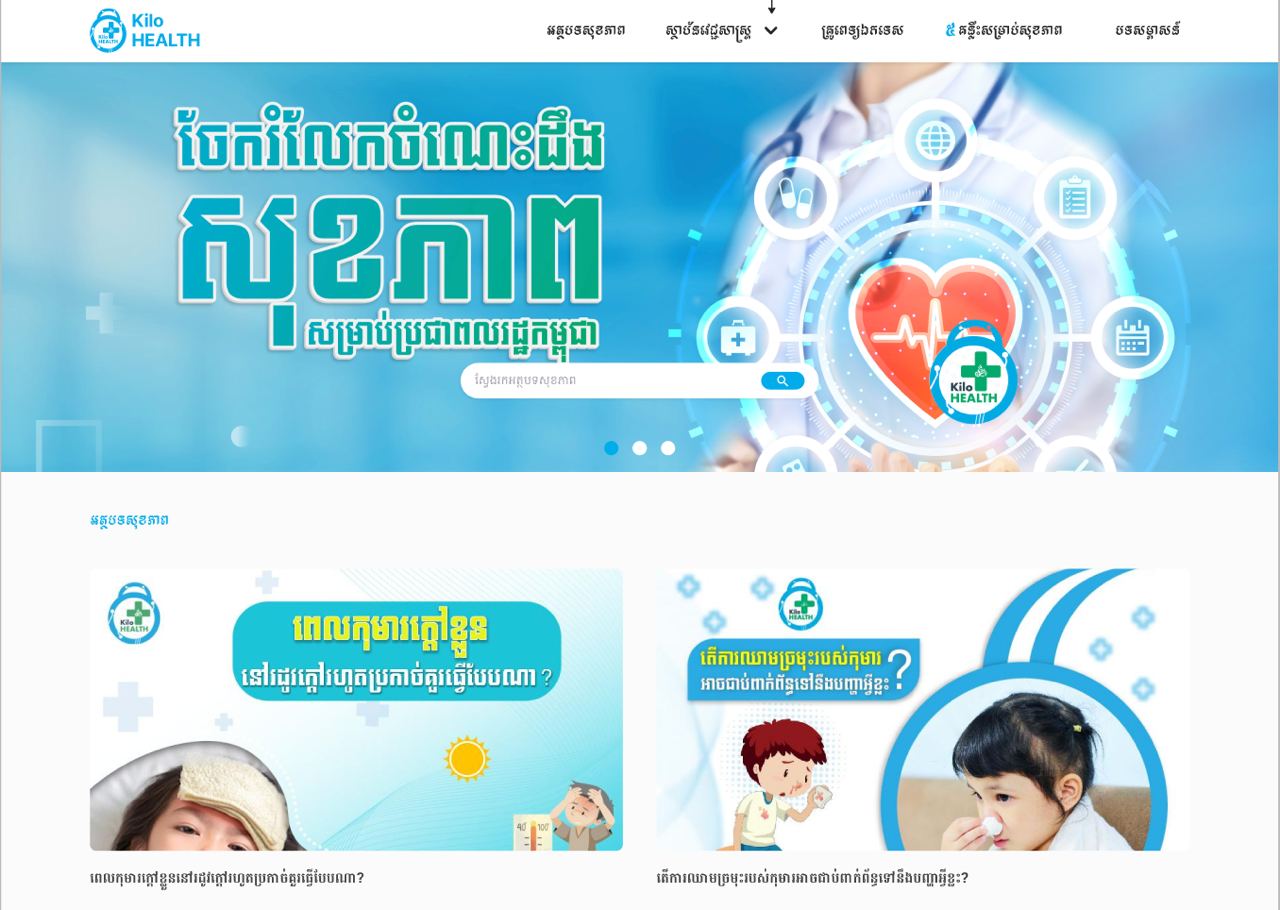 Kilo
HEALTH
អត្ថបទសុខភាព
ស្ថាប័នវេជ្ជសាស្ត្រ
គ្រូពេទ្យឯកទេស
៥ គន្លឹះសម្រាប់សុខភាព
បទសម្ភាសន៍
ចែករំលែកចំណេះដឹង
សុខភាព
សម្រាប់ប្រជាពលរដ្ឋកម្ពុជា
ស្វែងរកអត្ថបទសុខភាព
Kilo
HEALTH
អត្ថបទសុខភាព
Kilo
HEALTH
ពេលកុមារក្តៅខ្លួន
នៅរដូវក្តៅរហូតប្រកាច់គួរធ្វើបែបណា?
40 100
Kilo
HEALTH
តើការឈាមច្រមុះរបស់កុមារ
អាចជាប់ពាក់ព័ន្ធទៅនឹងបញ្ហាអ្វីខ្លះ?
ពេលកុមារក្តៅខ្លួននៅរដូវក្តៅរហូតប្រកាច់គួរធ្វើបែបណា?
តើការឈាមច្រមុះរបស់កុមារអាចជាប់ពាក់ព័ន្ធទៅនឹងបញ្ហាអ្វីខ្លះ?